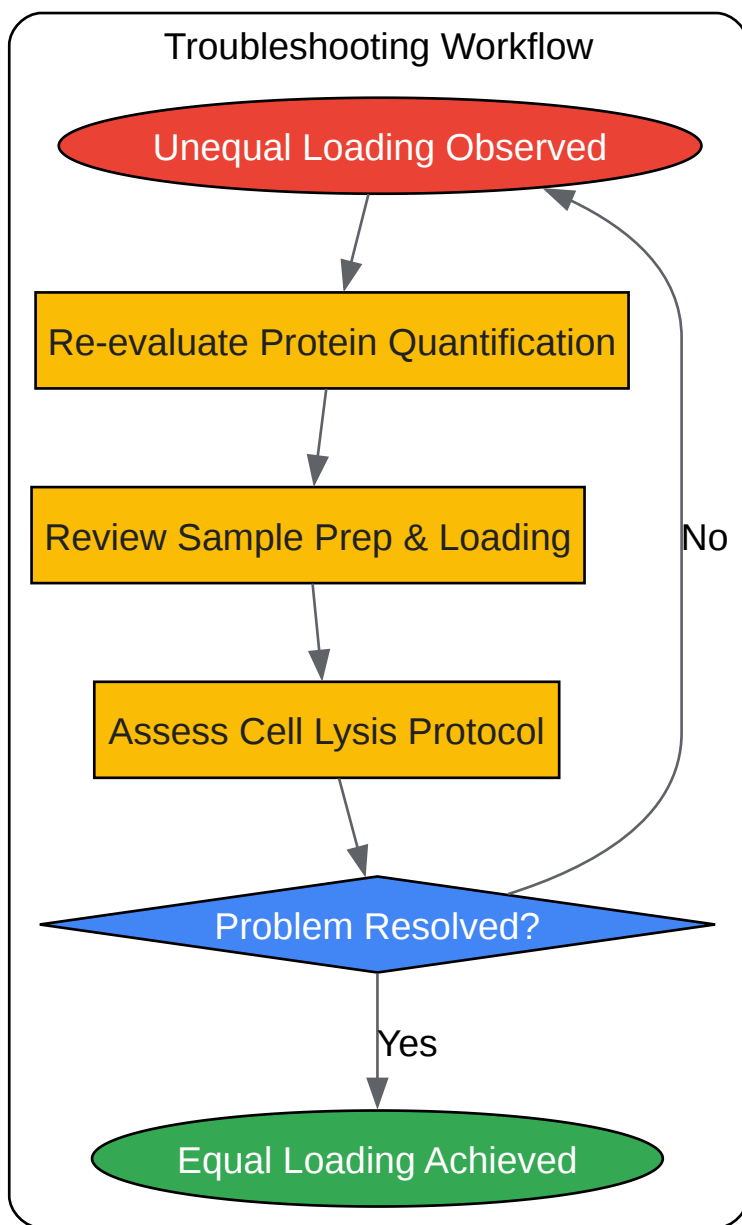 Troubleshooting Workflow
Unequal Loading Observed
Re-evaluate Protein Quantification
Review Sample Prep & Loading
No
Assess Cell Lysis Protocol
Problem Resolved?
Yes
Equal Loading Achieved